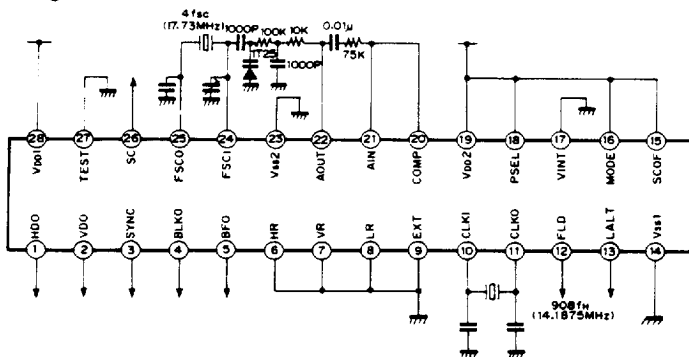 4fsc
(17.73MHz)
1000P
100K
10K
0.01μ
1T25
1000P
75K
28 27 26 25 24 23 22 21 20 19 18 17 16 15
VDD1 TEST SC FSCO FSCI VSS2 AOUT AIN COMP VDD2 PSEL VINT MODE SCOF
HDO VDO SYNC BLKO BFO HR VR LR EXT CLKI CLKO FLD LALT VSS1
1 2 3 4 5 6 7 8 9 10 11 12 13 14
908fH
(14.1875MHz)